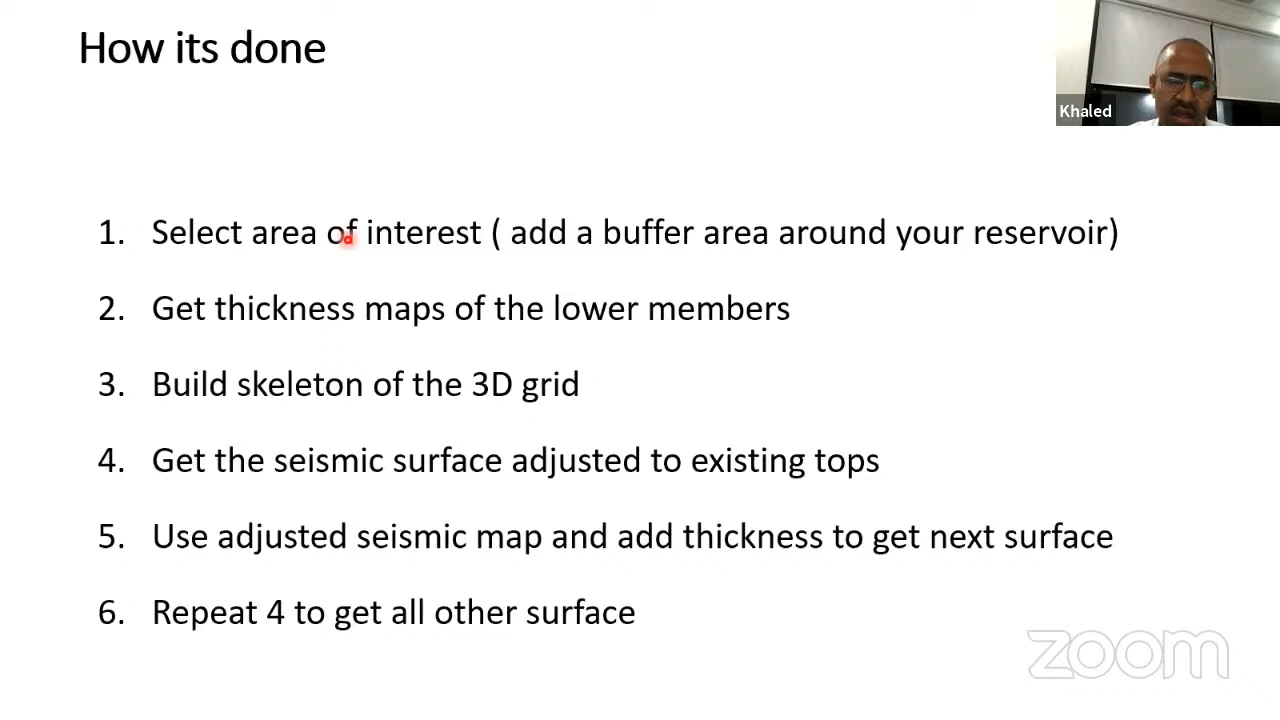 How its done
Khaled
1. Select area of interest ( add a buffer area around your reservoir)
2. Get thickness maps of the lower members
3. Build skeleton of the 3D grid
4. Get the seismic surface adjusted to existing tops
5. Use adjusted seismic map and add thickness to get next surface
6. Repeat 4 to get all other surface
zoom